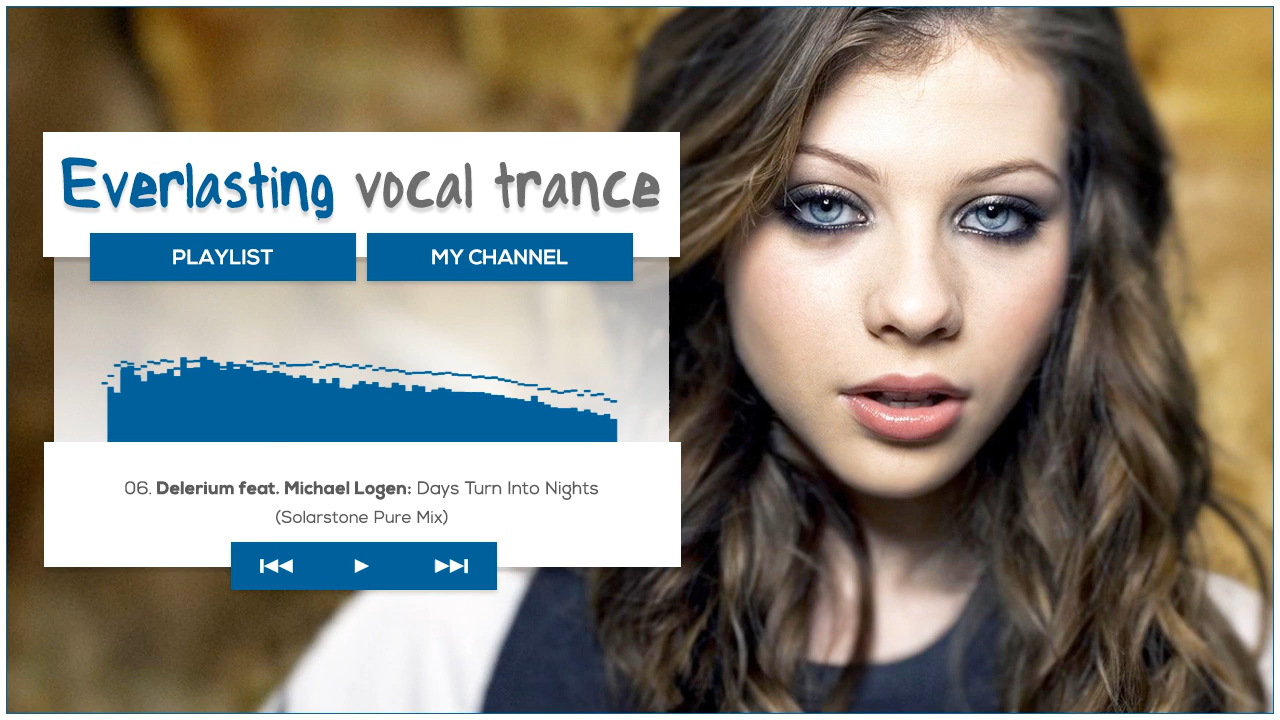 Everlasting vocal trance
PLAYLIST MY CHANNEL
06. Delerium feat. Michael Logen: Days Turn Into Nights
(Solarstone Pure Mix)